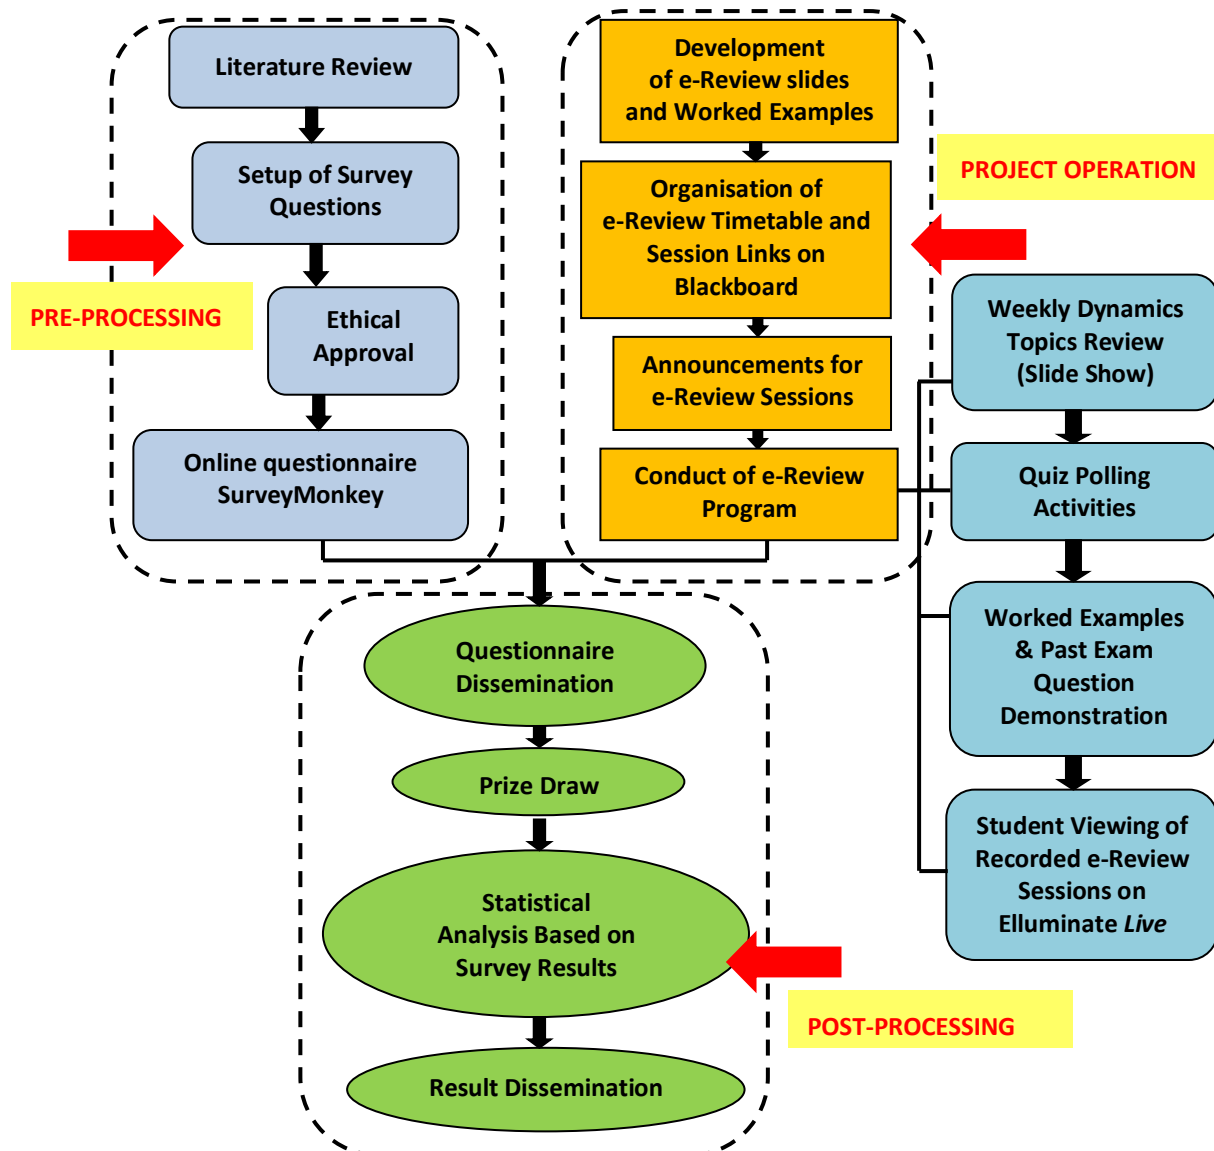 Literature Review
Setup of Survey
Questions
PRE-PROCESSING
Ethical
Approval
Online questionnaire
SurveyMonkey
Development
of e-Review slides
and Worked Examples
PROJECT OPERATION
Organisation of
e-Review Timetable and
Session Links on
Blackboard
Announcements for
e-Review Sessions
Conduct of e-Review
Program
Weekly Dynamics
Topics Review
(Slide Show)
Quiz Polling
Activities
Worked Examples
& Past Exam
Question
Demonstration
Student Viewing of
Recorded e-Review
Sessions on
Elluminate Live
Questionnaire
Dissemination
Prize Draw
Statistical
Analysis Based on
Survey Results
POST-PROCESSING
Result Dissemination